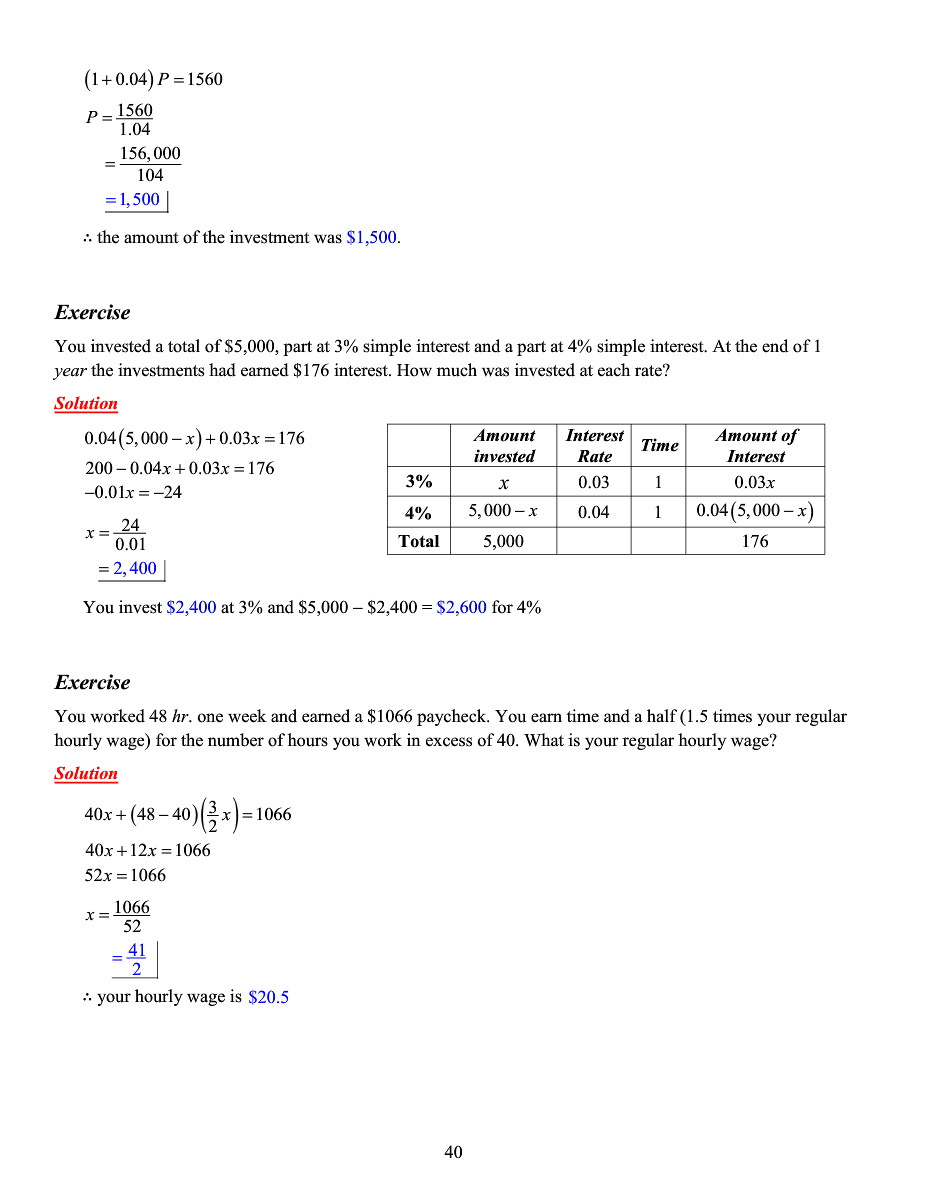 (1 + 0.04) P = 1560
P = 1560/1.04
= 156,000/104
= 1,500
∴ the amount of the investment was $1,500.
Exercise
You invested a total of $5,000, part at 3% simple interest and a part at 4% simple interest. At the end of 1
year the investments had earned $176 interest. How much was invested at each rate?
Solution
0.04(5,000 − x) + 0.03x = 176
200 − 0.04x + 0.03x = 176
−0.01x = −24
x = 24/0.01
= 2,400
Amount invested | Interest Rate | Time | Amount of Interest
3% | x | 0.03 | 1 | 0.03x
4% | 5,000 − x | 0.04 | 1 | 0.04(5,000 − x)
Total | 5,000 | | | 176
You invest $2,400 at 3% and $5,000 − $2,400 = $2,600 for 4%
Exercise
You worked 48 hr. one week and earned a $1066 paycheck. You earn time and a half (1.5 times your regular
hourly wage) for the number of hours you work in excess of 40. What is your regular hourly wage?
Solution
40x + (48 − 40)(3/2 x) = 1066
40x + 12x = 1066
52x = 1066
x = 1066/52
= 41/2
∴ your hourly wage is $20.5
40